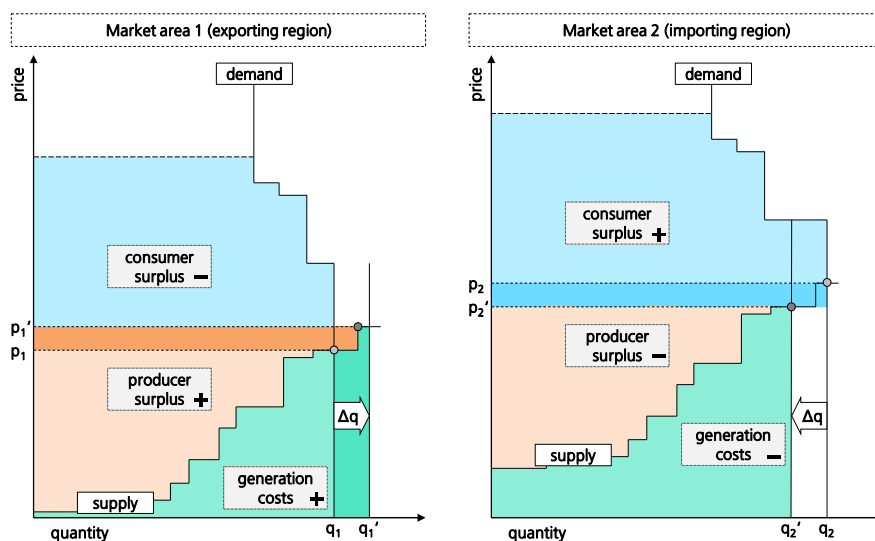 Market area 1 (exporting region)
price
demand
consumer
surplus –
p₁'
p₁
producer
surplus +
Δq
generation
costs +
supply
quantity
q₁
q₁'
Market area 2 (importing region)
price
demand
consumer
surplus +
p₂
p₂'
producer
surplus –
Δq
generation
costs –
supply
quantity
q₂'
q₂